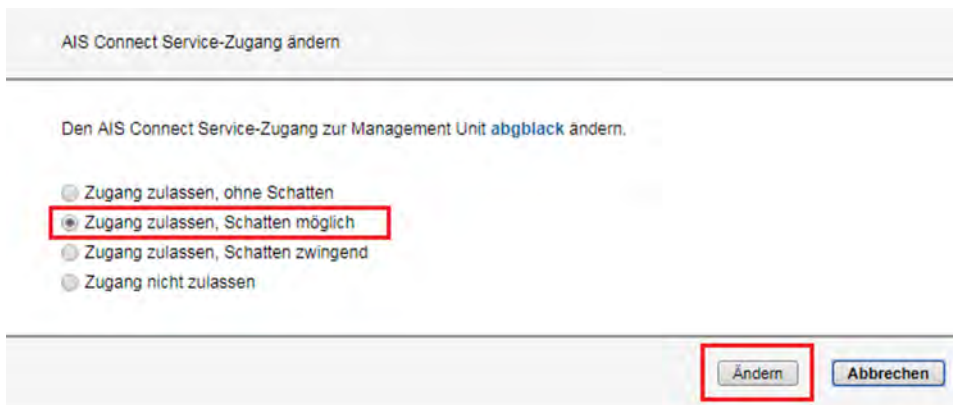 AIS Connect Service-Zugang ändern
Den AIS Connect Service-Zugang zur Management Unit abgblack ändern.
Zugang zulassen, ohne Schatten
Zugang zulassen, Schatten möglich
Zugang zulassen, Schatten zwingend
Zugang nicht zulassen
Ändern Abbrechen